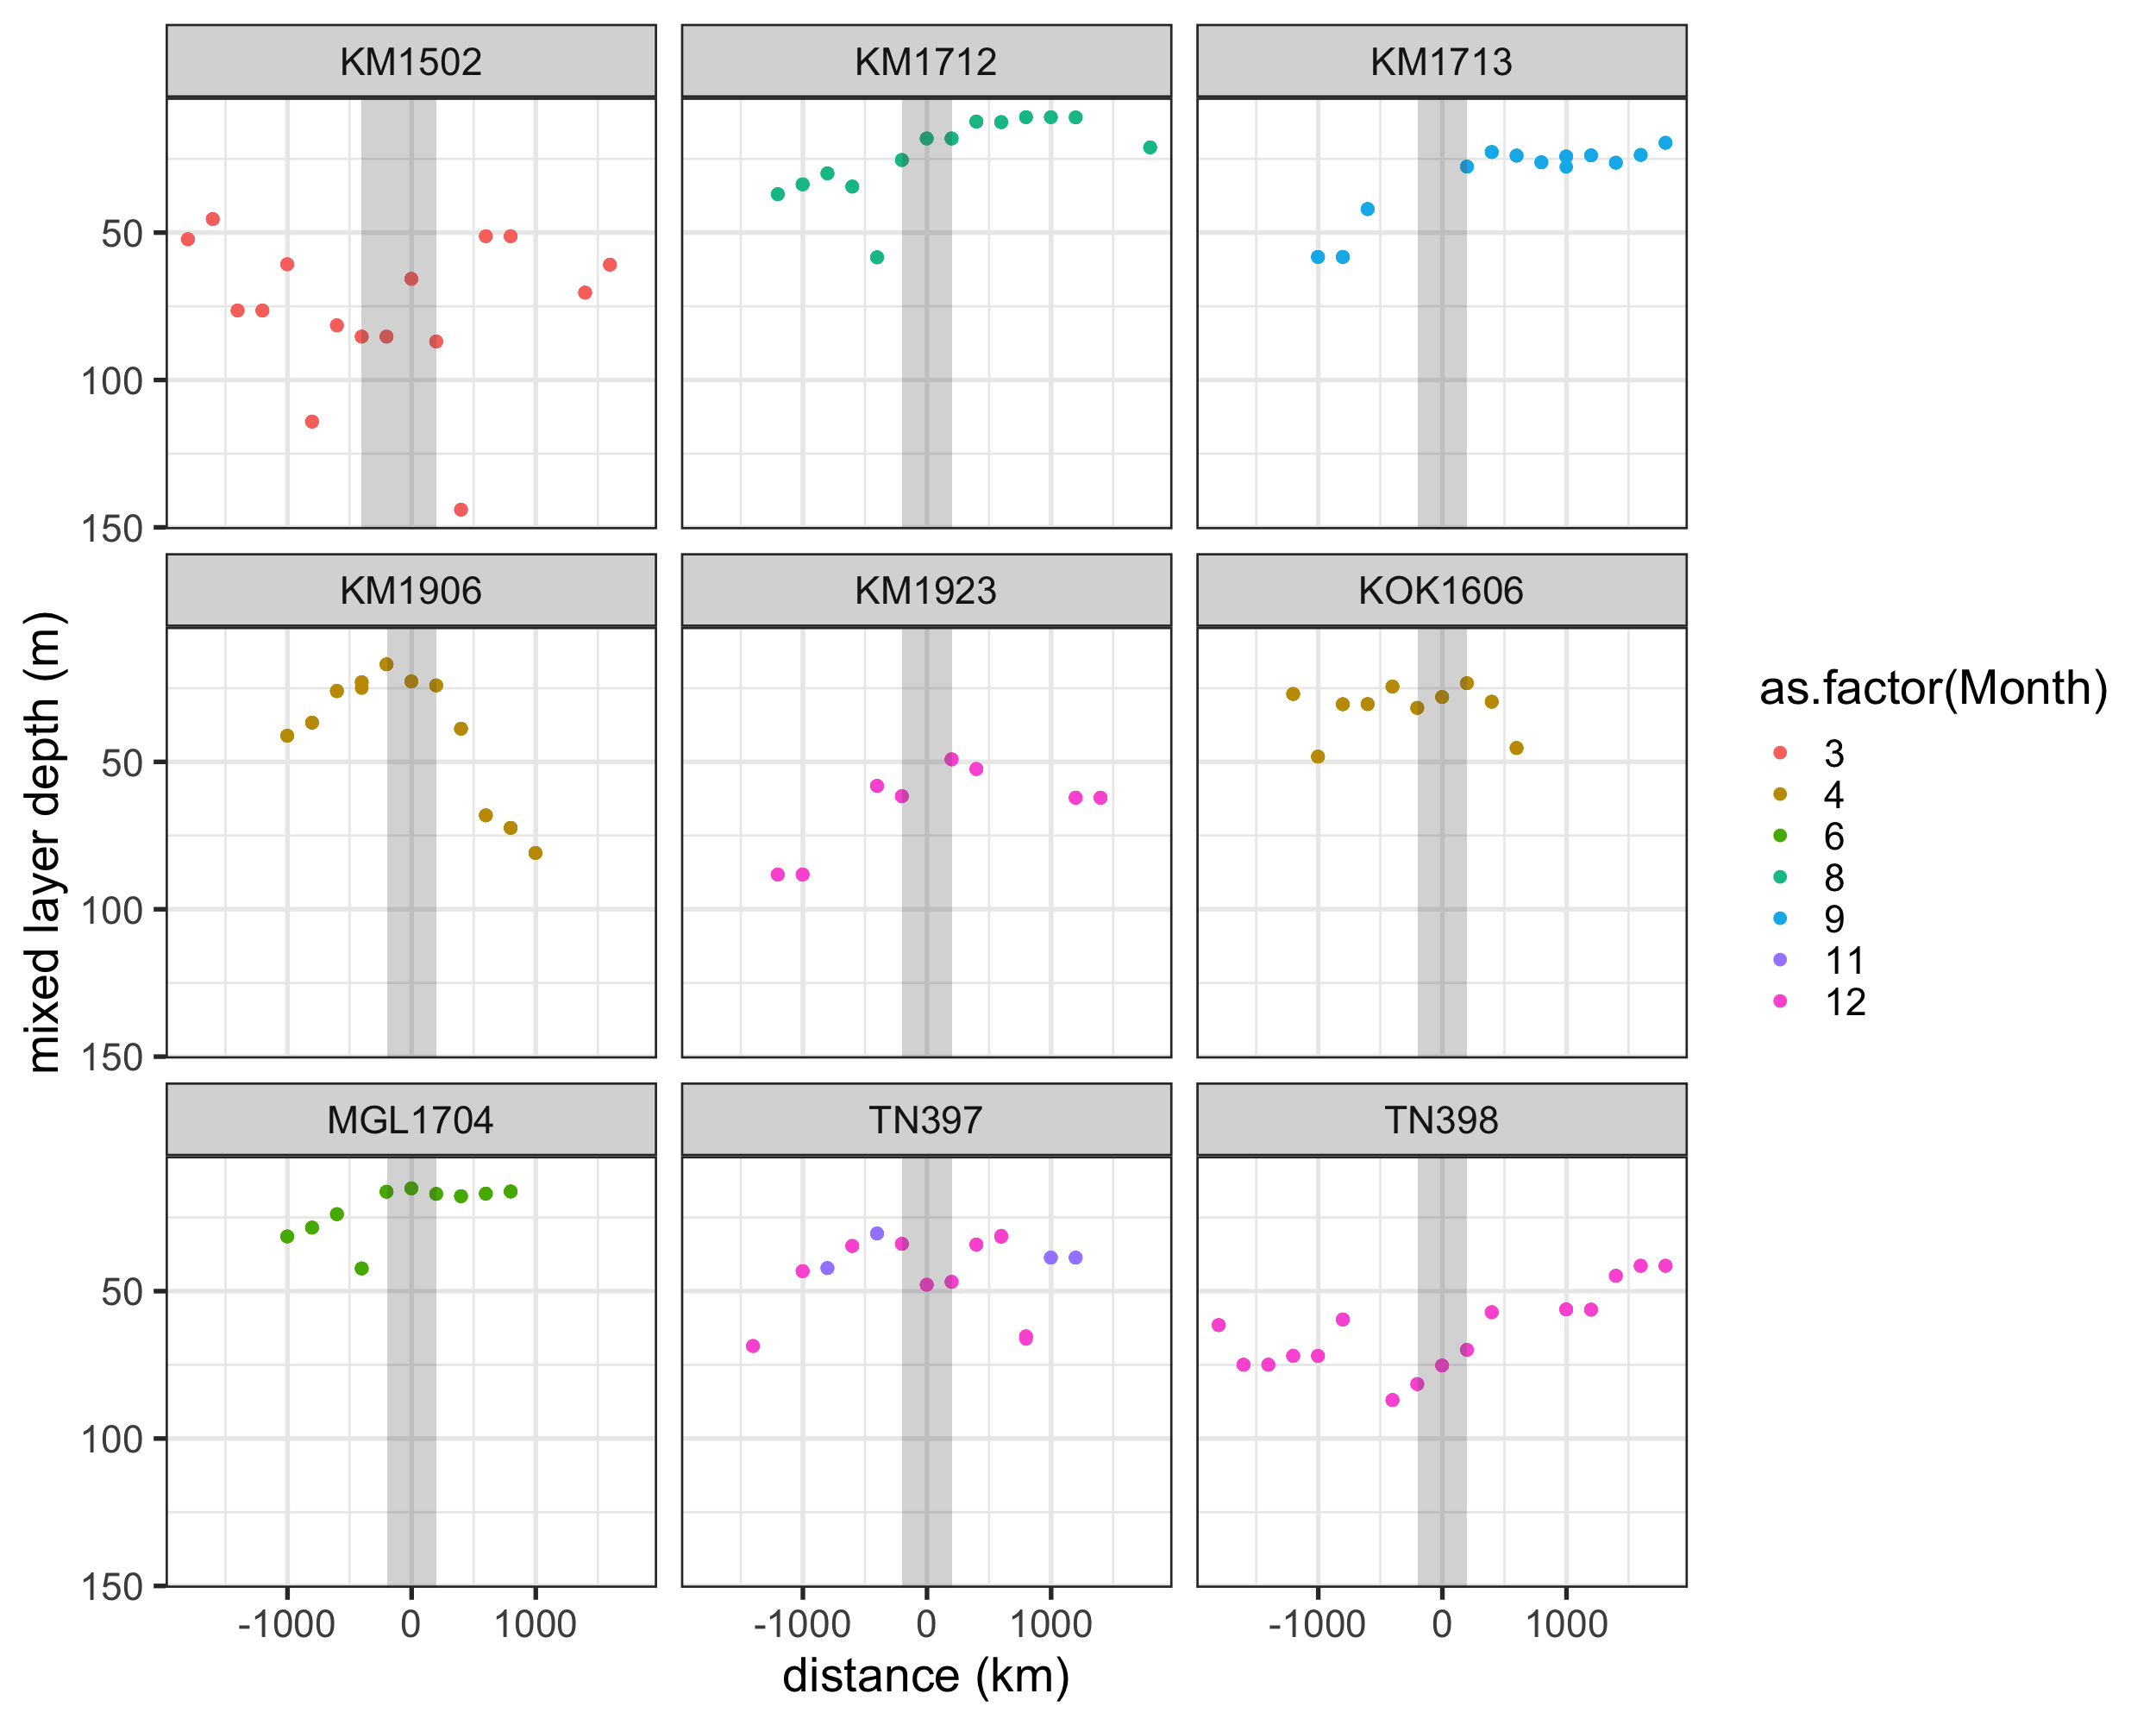 KM1502 KM1712 KM1713
50
100
150
KM1906 KM1923 KOK1606
50
100
150
MGL1704 TN397 TN398
50
100
150
-1000 0 1000 -1000 0 1000 -1000 0 1000
distance (km)
mixed layer depth (m)
as.factor(Month)
3
4
6
8
9
11
12